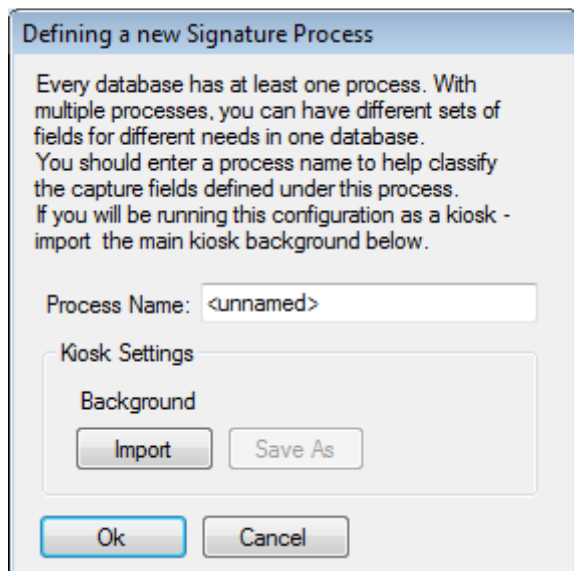 Defining a new Signature Process
Every database has at least one process. With
multiple processes, you can have different sets of
fields for different needs in one database.
You should enter a process name to help classify
the capture fields defined under this process.
If you will be running this configuration as a kiosk -
import  the main kiosk background below.
Process Name: <unnamed>
Kiosk Settings
Background
Import Save As
Ok Cancel